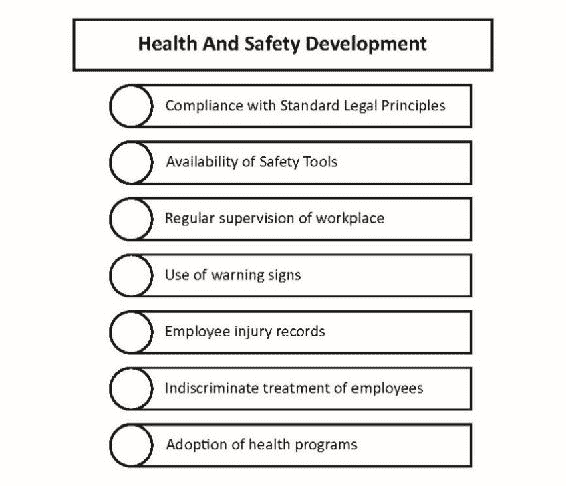 Health And Safety Development
Compliance with Standard Legal Principles
Availability of Safety Tools
Regular supervision of workplace
Use of warning signs
Employee injury records
Indiscriminate treatment of employees
Adoption of health programs